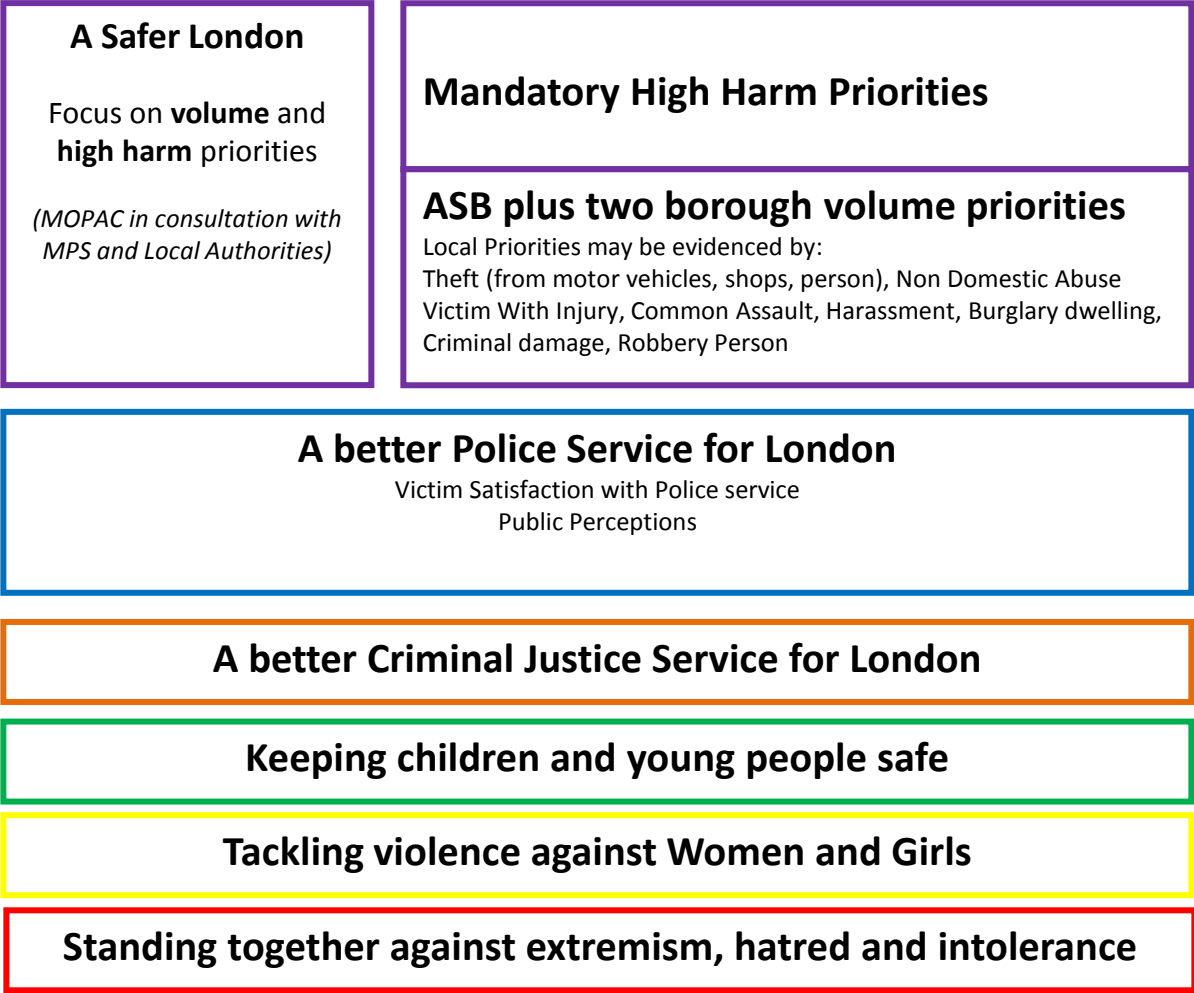 A Safer London
Focus on volume and
high harm priorities
(MOPAC in consultation with
MPS and Local Authorities)
Mandatory High Harm Priorities
ASB plus two borough volume priorities
Local Priorities may be evidenced by:
Theft (from motor vehicles, shops, person), Non Domestic Abuse
Victim With Injury, Common Assault, Harassment, Burglary dwelling,
Criminal damage, Robbery Person
A better Police Service for London
Victim Satisfaction with Police service
Public Perceptions
A better Criminal Justice Service for London
Keeping children and young people safe
Tackling violence against Women and Girls
Standing together against extremism, hatred and intolerance